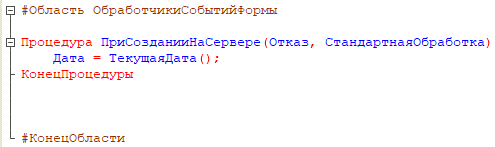 #Область ОбработчикиСобытийФормы
Процедура ПриСозданииНаСервере(Отказ, СтандартнаяОбработка)
Дата = ТекущаяДата();
КонецПроцедуры
#КонецОбласти